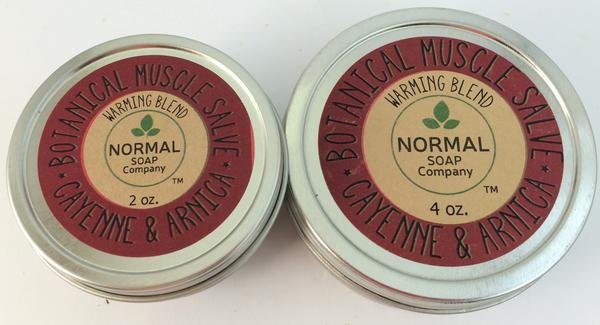 BOTANICAL MUSCLE SALVE
WARMING BLEND
NORMAL
SOAP
Company
TM
2 oz.
* CAYENNE & ARNICA *
BOTANICAL MUSCLE SALVE
WARMING BLEND
NORMAL
SOAP
Company
TM
4 oz.
* CAYENNE & ARNICA *